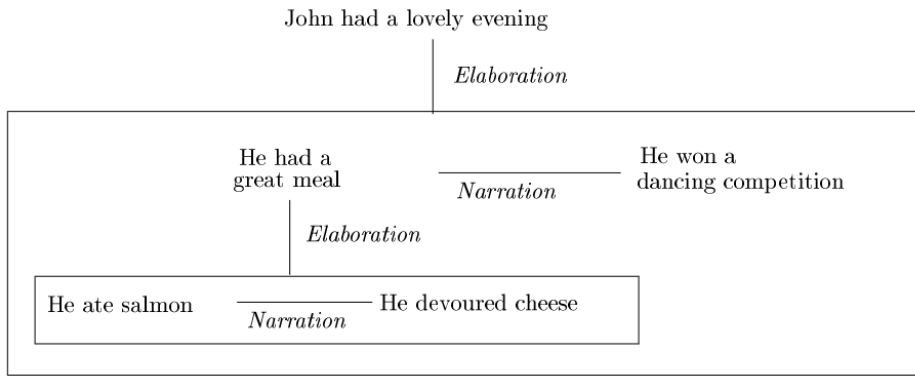 John had a lovely evening
Elaboration
He had a
great meal
Narration
He won a
dancing competition
Elaboration
He ate salmon
Narration
He devoured cheese